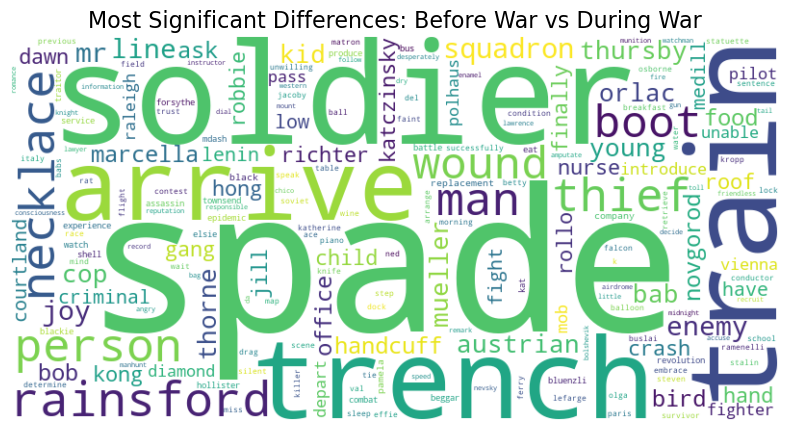 Most Significant Differences: Before War vs During War
previous
matron
bus
desperately
munition
watchman
statuette
dawn
mr
line
ask
kid
produce
follow
squadron
thursby
romance
field
instructor
unwilling
osborne
fire
traitor
raleigh
robbie
pass
western
dry
del
polhaus
finally
medill
pilot
information
soldier
katczinsky
orlac
sentence
knight
forsythe
mount
jacoby
enamel
breakfast
gun
service
trust
dial
ball
low
faint
condition
lawrence
boot
food
tail
necklace
mdash
water
unable
train
italy
lawyer
babs
marcella
lenin
richter
battle
successfully
eat
young
amputate
kropp
rat
contest
black
speak
table
wound
nurse
introduce
roof
lock
consciousness
assassin
reputation
flight
townsend
responsible
hong
chico
soviet
replacement
betty
man
thief
toll
friendless
arrive
epidemic
wine
arrange
company
retrieve
experience
race
record
elsie
katherine
ace
morning
rollo
falcon
decide
novgorod
vienna
courtland
watch
mind
shell
gang
wait
jill
piano
ned
child
knife
mueller
fight
k
little
conductor
recruit
cop
criminal
bag
da
map
step
kat
airdrome
balloon
bab
have
midnight
blackie
angry
thorne
office
dock
spade
mob
buslai
enemy
joy
remark
bolshevik
accuse
school
person
drag
scene
handcuff
austrian
crash
ramenelli
revolution
stalin
manhunt
silent
bob
kong
diamond
killer
depart
tie
pamela
speed
nevsky
bluenzli
embrace
steven
hand
determine
hollister
val
combat
trench
ferry
lefarge
bird
fighter
rainsford
miss
sleep
effie
beggar
olga
paris
survivor